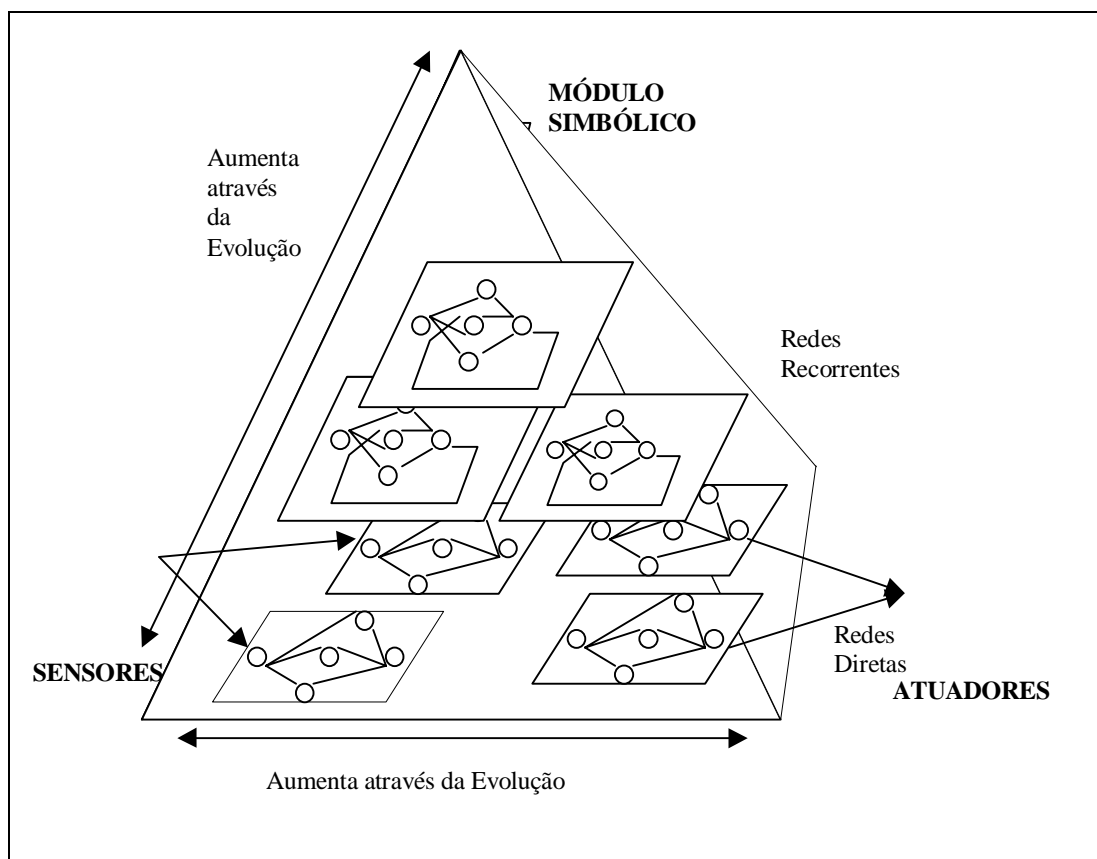 MÓDULO
SIMBÓLICO
Aumenta
através
da
Evolução
Redes
Recorrentes
SENSORES
Redes
Diretas
ATUADORES
Aumenta através da Evolução